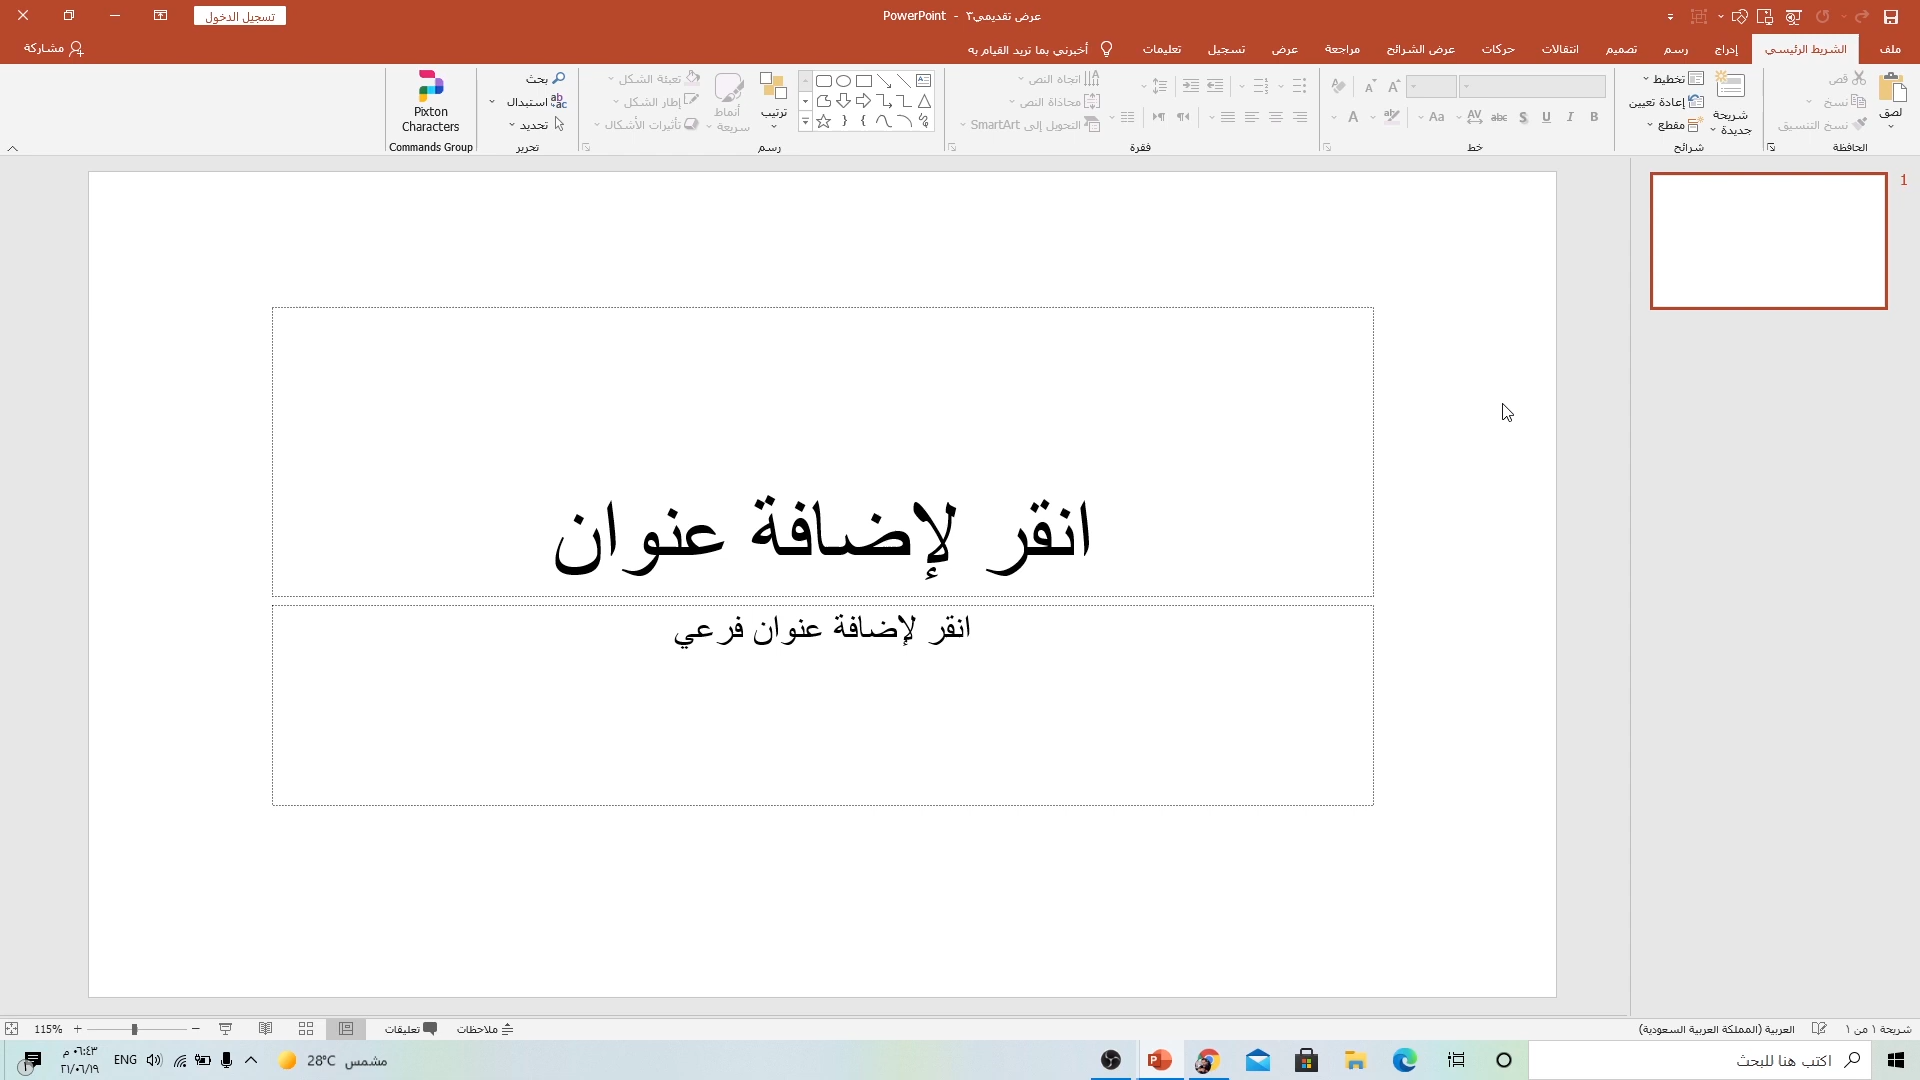 تسجيل الدخول
عرض تقديمي٣ - PowerPoint
ملف
الشريط الرئيسي
إدراج
رسم
تصميم
انتقالات
حركات
عرض الشرائح
مراجعة
عرض
تسجيل
تعليمات
أخبرني بما تريد القيام به
مشاركة
لصق
قص
نسخ
نسخ التنسيق
الحافظة
شريحة
جديدة
تخطيط
إعادة تعيين
مقطع
شرائح
B I U S abc AV Aa A
خط
اتجاه النص
محاذاة النص
التحويل إلى SmartArt
فقرة
ترتيب
أنماط
سريعة
تعبئة الشكل
إطار الشكل
تأثيرات الأشكال
رسم
بحث
استبدال
تحديد
تحرير
Pixton
Characters
Commands Group
1
انقر لإضافة عنوان
انقر لإضافة عنوان فرعي
شريحة ١ من ١
العربية (المملكة العربية السعودية)
ملاحظات
تعليقات
115%
اكتب هنا للبحث
مشمس 28°C
ENG
٠٦:٤٣ م
٢١/٠٦/١٩